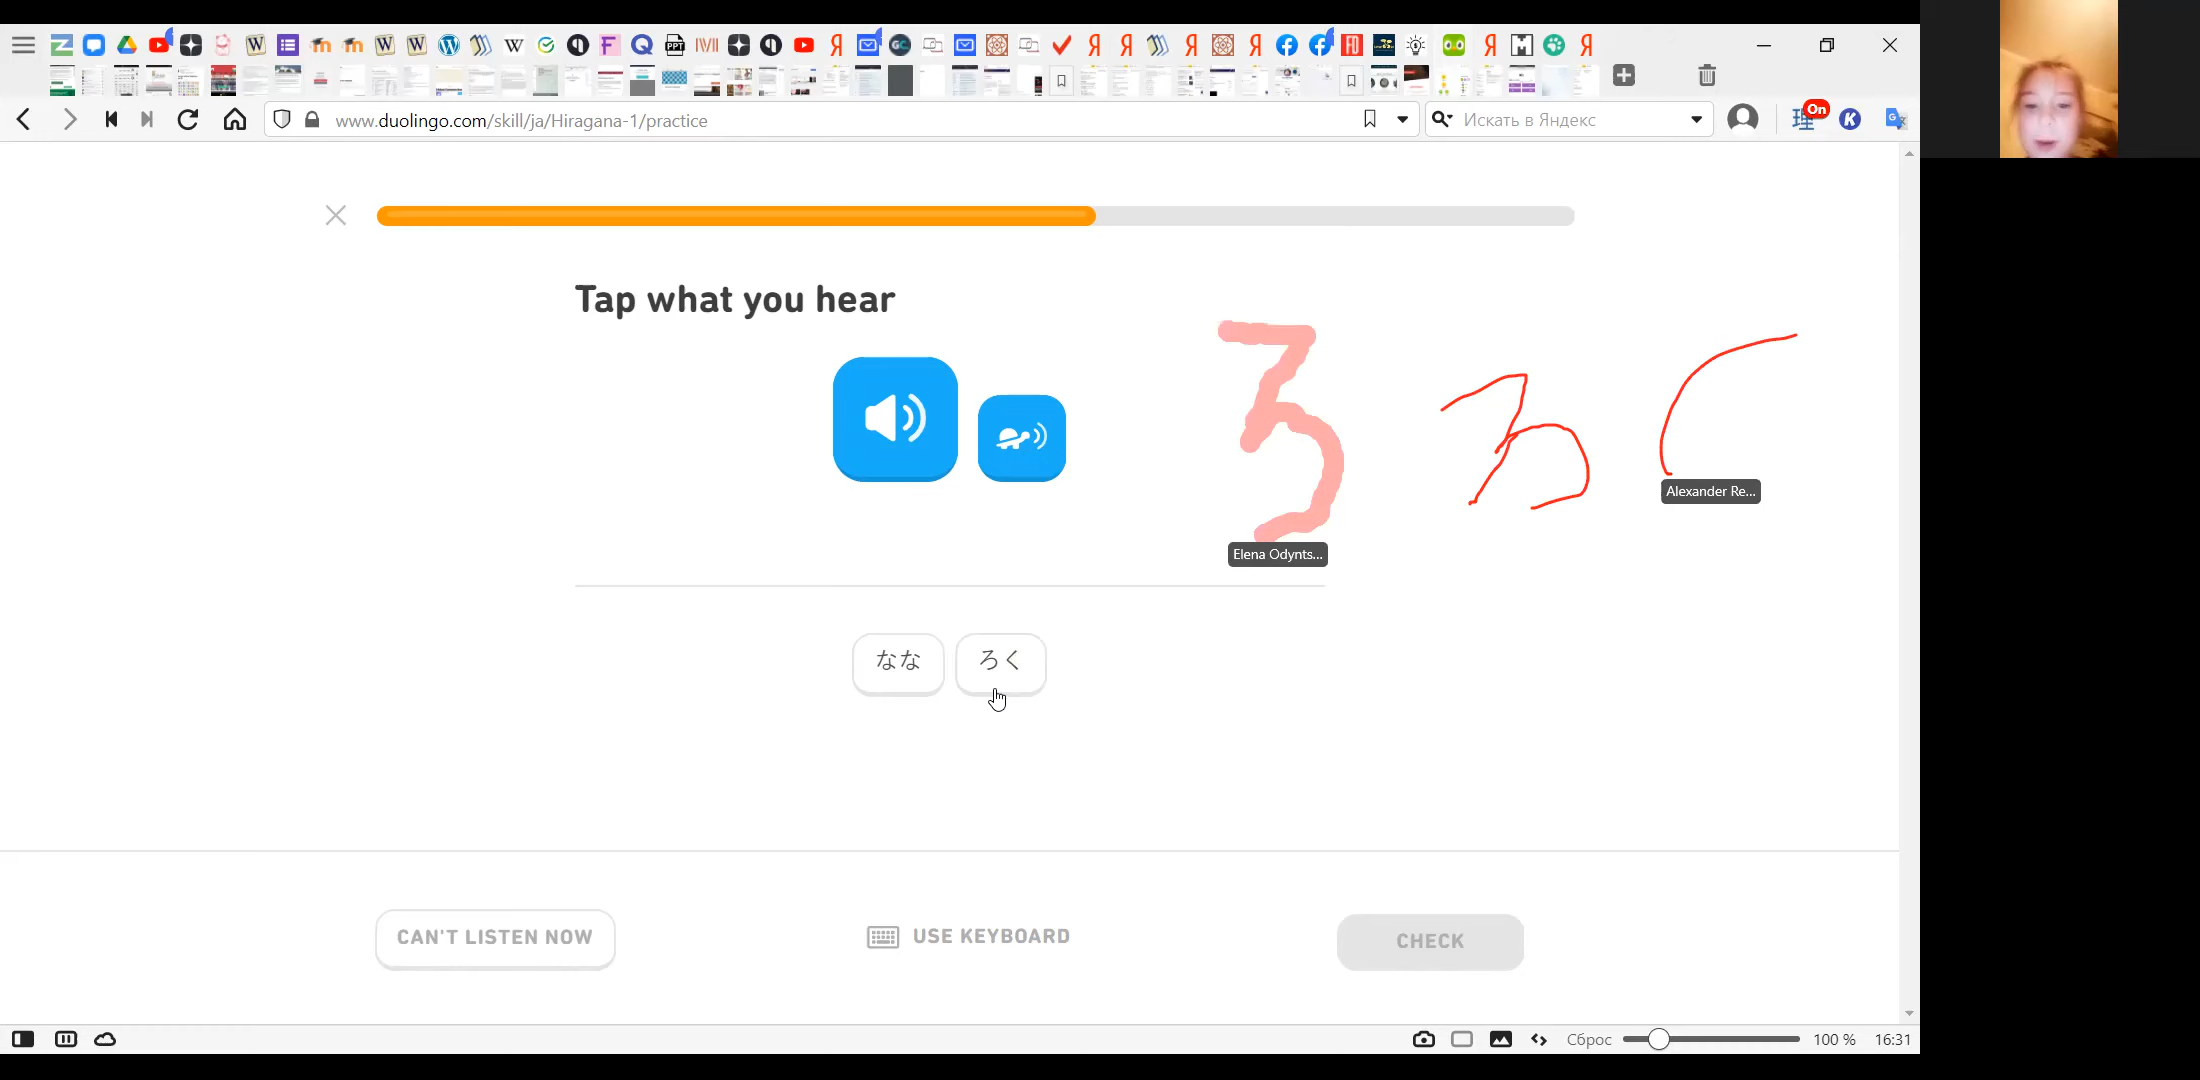 On
www.duolingo.com/skill/ja/Hiragana-1/practice
Искать в Яндекс
Tap what you hear
ろ ろ
Alexander Re...
Elena Odynts...
なな
ろく
CAN'T LISTEN NOW
USE KEYBOARD
CHECK
Сброс
100 %
16:31